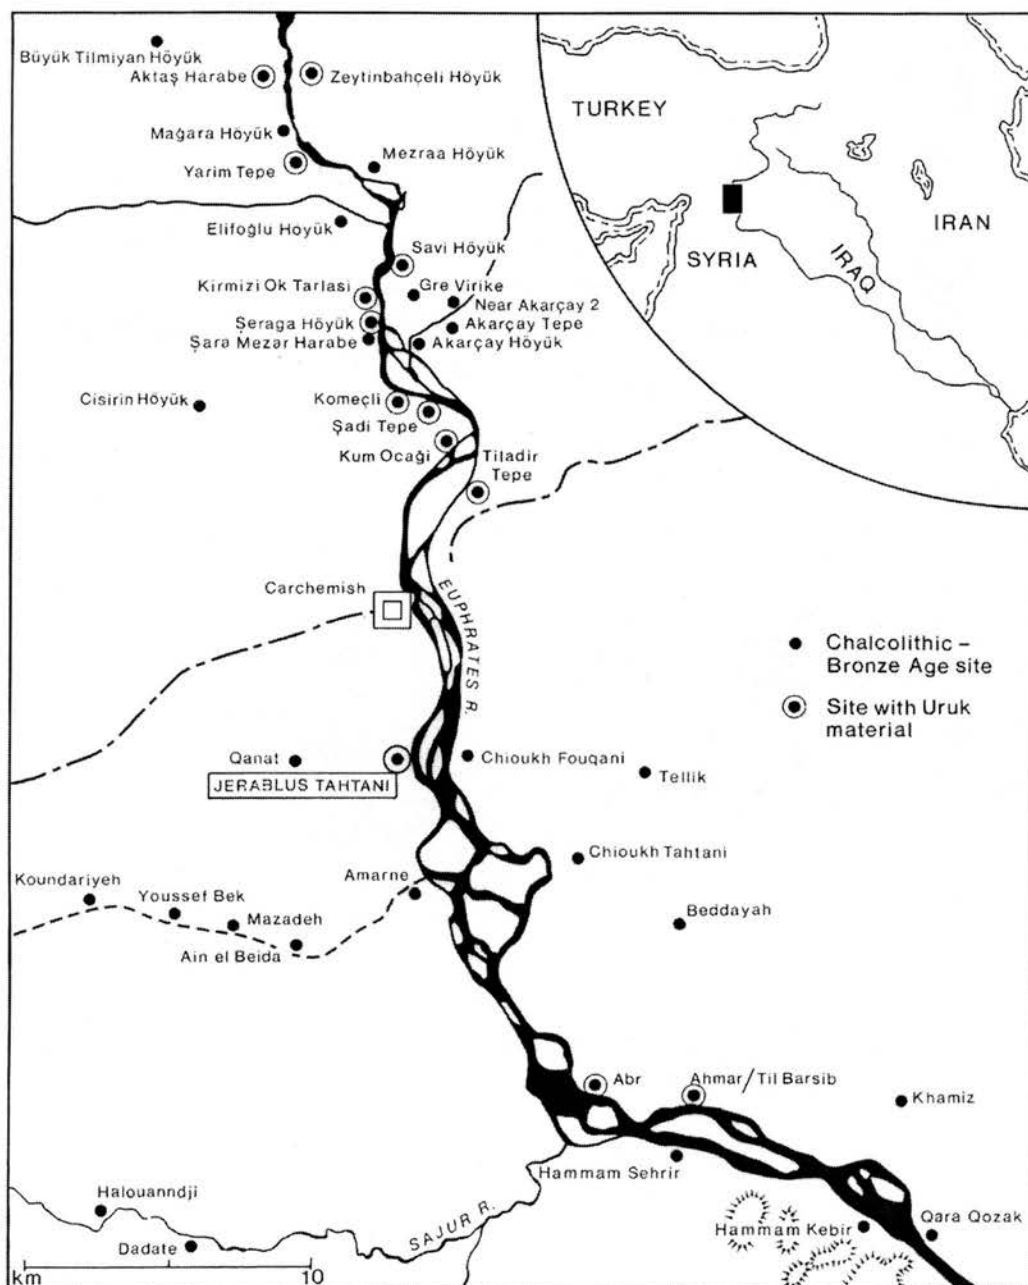 Büyük Tilmiyan Höyük
Aktaş Harabe
Zeytinbahçeli Höyük
Mağara Höyük
Yarim Tepe
Mezraa Höyük
Elifoğlu Hoyuk
Savi Höyük
Kirmizi Ok Tarlasi
Gre Virike
Near Akarçay 2
Şeraga Höyük
Akarçay Tepe
Şara Mezar Harabe
Akarçay Höyük
Cisirin Höyük
Komeçli
Şadi Tepe
Kum Ocaği
Tiladir
Tepe
Carchemish
EUPHRATES R.
TURKEY
SYRIA
IRAQ
IRAN
Chalcolithic –
Bronze Age site
Site with Uruk
material
Qanat
JERABLUS TAHTANI
Chioukh Fouqani
Tellik
Chioukh Tahtani
Amarne
Koundariyeh
Youssef Bek
Mazadeh
Ain el Beida
Beddayah
Abr
Ahmar/Til Barsib
Khamiz
Hammam Sehrir
Halouanndji
SAJUR R.
Hammam Kebir
Qara Qozak
Dadate
km 10